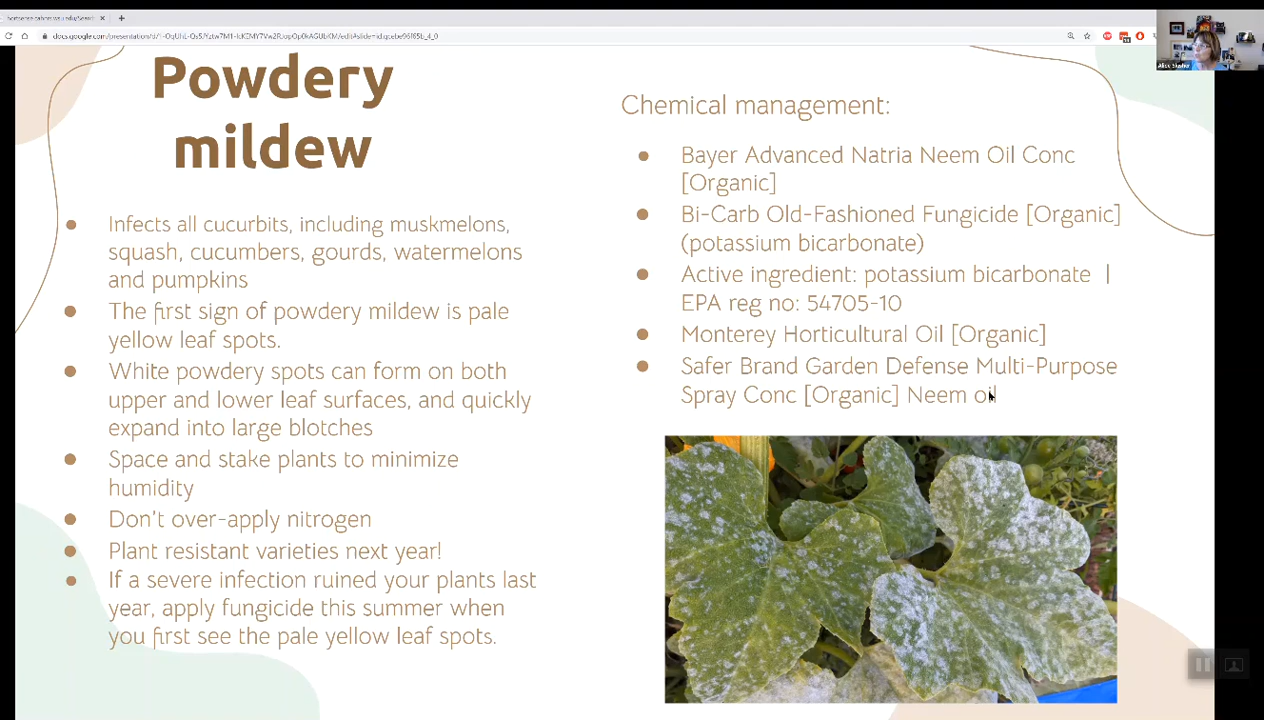 Powdery
mildew
Infects all cucurbits, including muskmelons,
squash, cucumbers, gourds, watermelons
and pumpkins
The first sign of powdery mildew is pale
yellow leaf spots.
White powdery spots can form on both
upper and lower leaf surfaces, and quickly
expand into large blotches
Space and stake plants to minimize
humidity
Don't over-apply nitrogen
Plant resistant varieties next year!
If a severe infection ruined your plants last
year, apply fungicide this summer when
you first see the pale yellow leaf spots.
Chemical management:
Bayer Advanced Natria Neem Oil Conc
[Organic]
Bi-Carb Old-Fashioned Fungicide [Organic]
(potassium bicarbonate)
Active ingredient: potassium bicarbonate |
EPA reg no: 54705-10
Monterey Horticultural Oil [Organic]
Safer Brand Garden Defense Multi-Purpose
Spray Conc [Organic] Neem oil